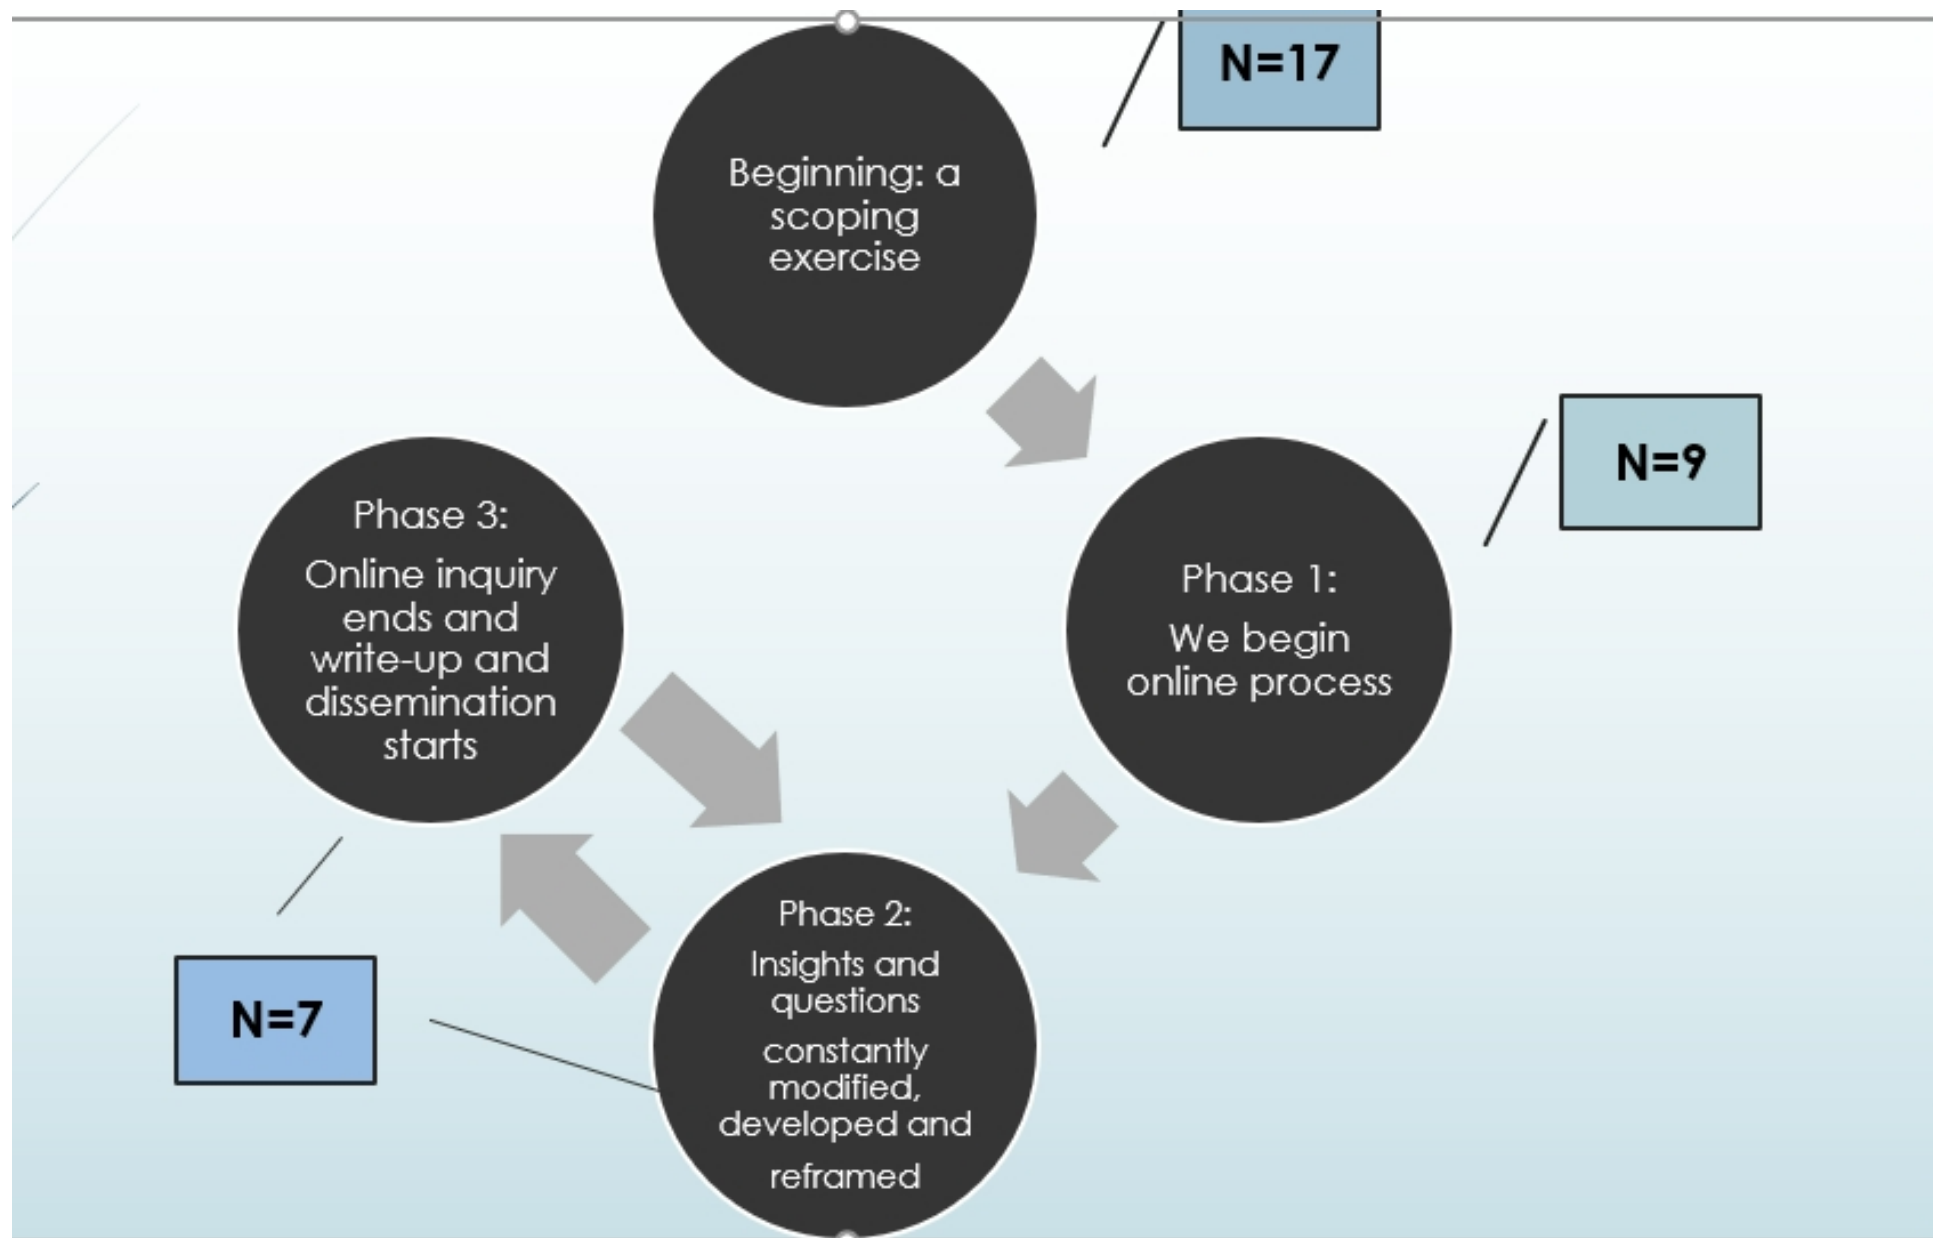 N=17
Beginning: a
scoping
exercise
N=9
Phase 1:
We begin
online process
Phase 2:
Insights and
questions
constantly
modified,
developed and
reframed
Phase 3:
Online inquiry
ends and
write-up and
dissemination
starts
N=7